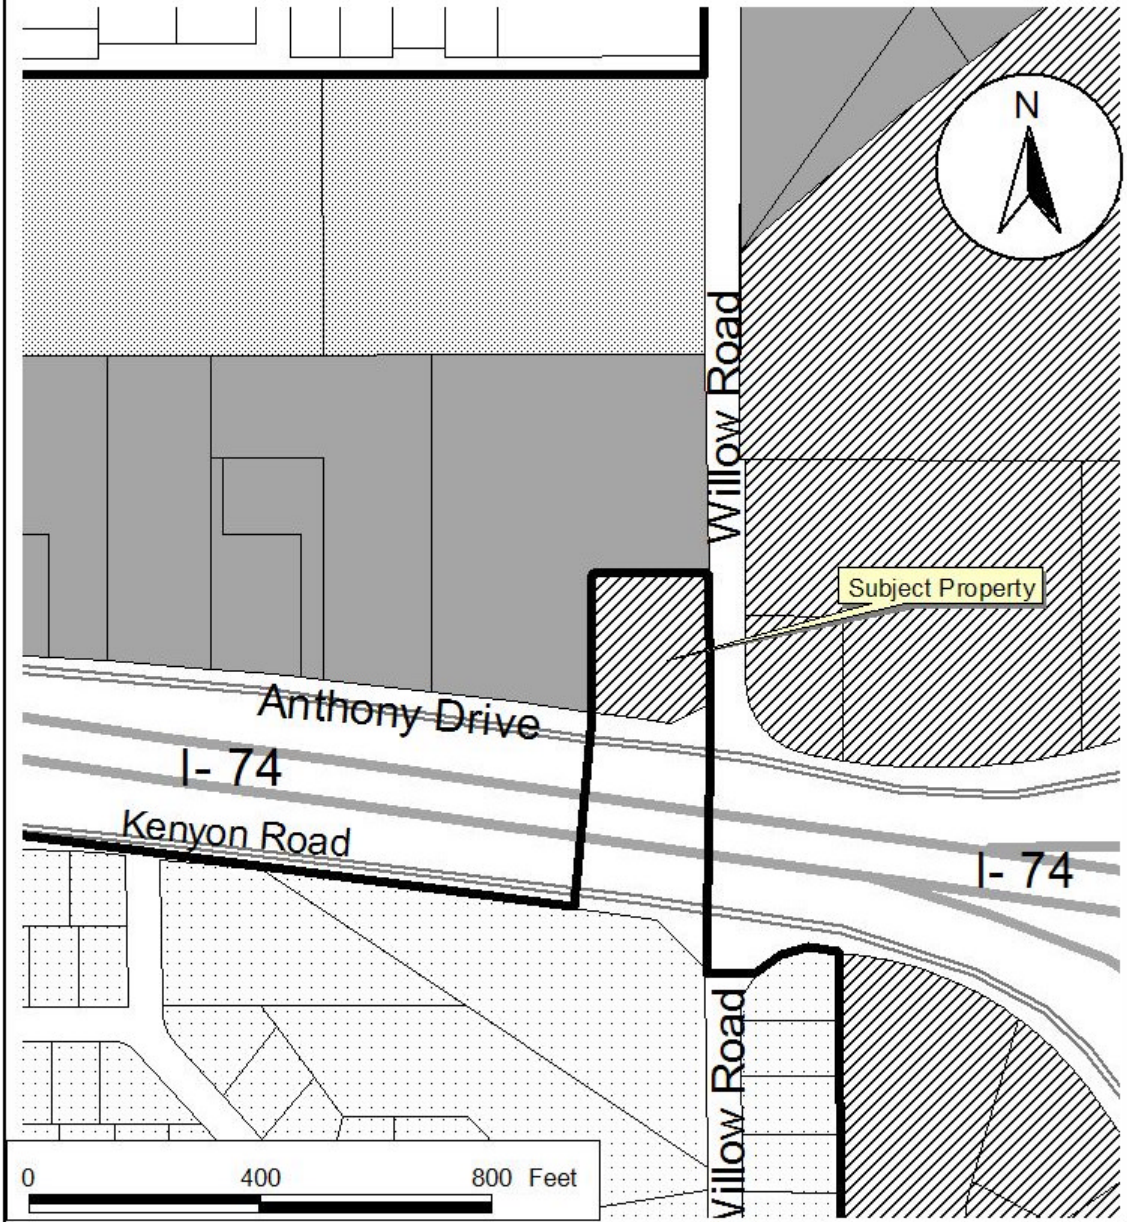 N
Willow Road
Subject Property
Anthony Drive
I- 74
Kenyon Road
I- 74
Willow Road
0 400 800 Feet